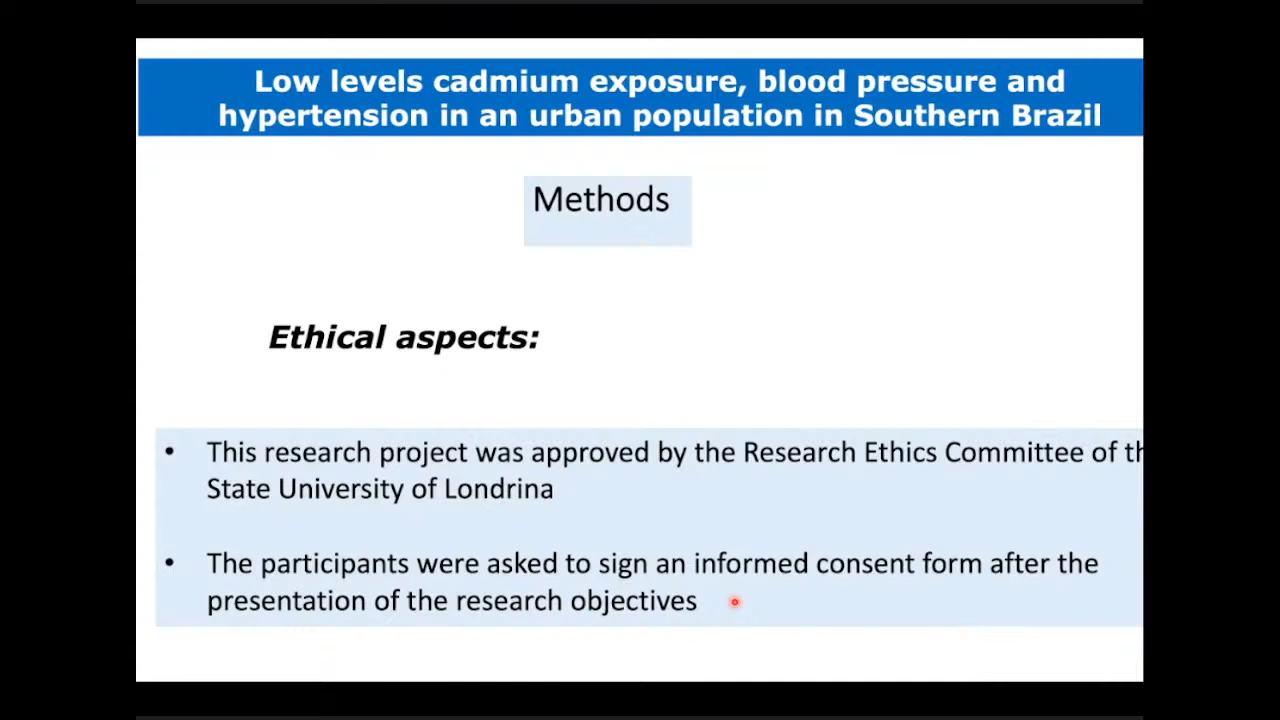 Low levels cadmium exposure, blood pressure and
hypertension in an urban population in Southern Brazil
Methods
Ethical aspects:
• This research project was approved by the Research Ethics Committee of th
State University of Londrina
• The participants were asked to sign an informed consent form after the
presentation of the research objectives